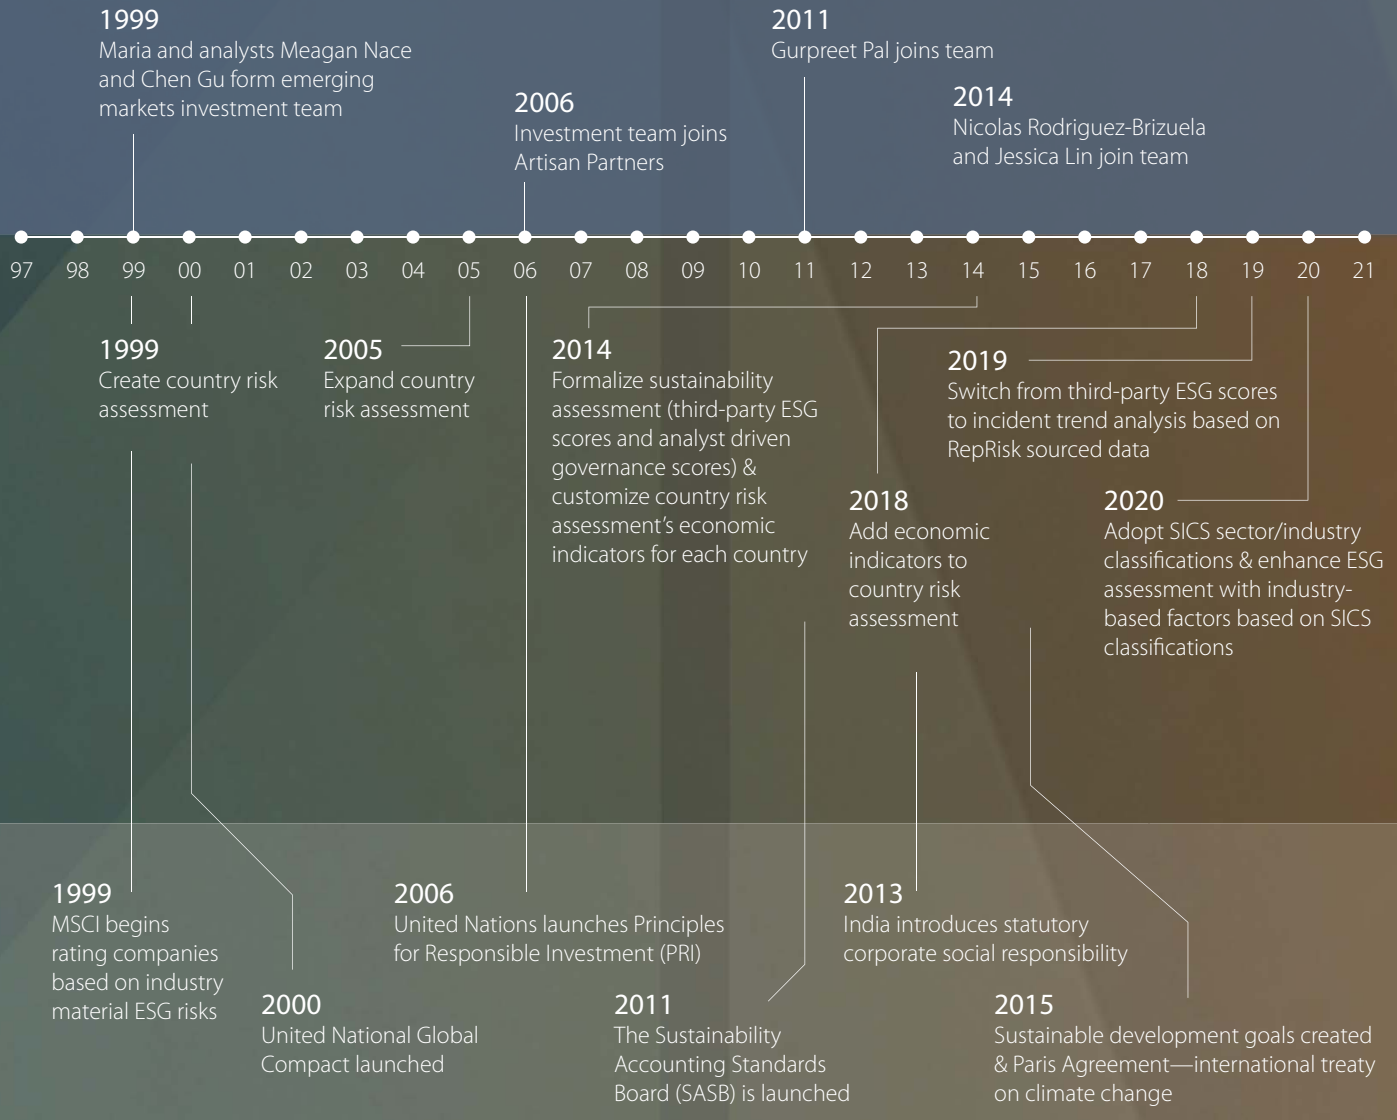 1999
Maria and analysts Meagan Nace
and Chen Gu form emerging
markets investment team
2006
Investment team joins
Artisan Partners
2011
Gurpreet Pal joins team
2014
Nicolas Rodriguez-Brizuela
and Jessica Lin join team
97 98 99 00 01 02 03 04 05 06 07 08 09 10 11 12 13 14 15 16 17 18 19 20 21
1999
Create country risk
assessment
2005
Expand country
risk assessment
2014
Formalize sustainability
assessment (third-party ESG
scores and analyst driven
governance scores) &
customize country risk
assessment's economic
indicators for each country
2018
Add economic
indicators to
country risk
assessment
2019
Switch from third-party ESG scores
to incident trend analysis based on
RepRisk sourced data
2020
Adopt SICS sector/industry
classifications & enhance ESG
assessment with industry-
based factors based on SICS
classifications
1999
MSCI begins
rating companies
based on industry
material ESG risks
2000
United National Global
Compact launched
2006
United Nations launches Principles
for Responsible Investment (PRI)
2011
The Sustainability
Accounting Standards
Board (SASB) is launched
2013
India introduces statutory
corporate social responsibility
2015
Sustainable development goals created
& Paris Agreement—international treaty
on climate change